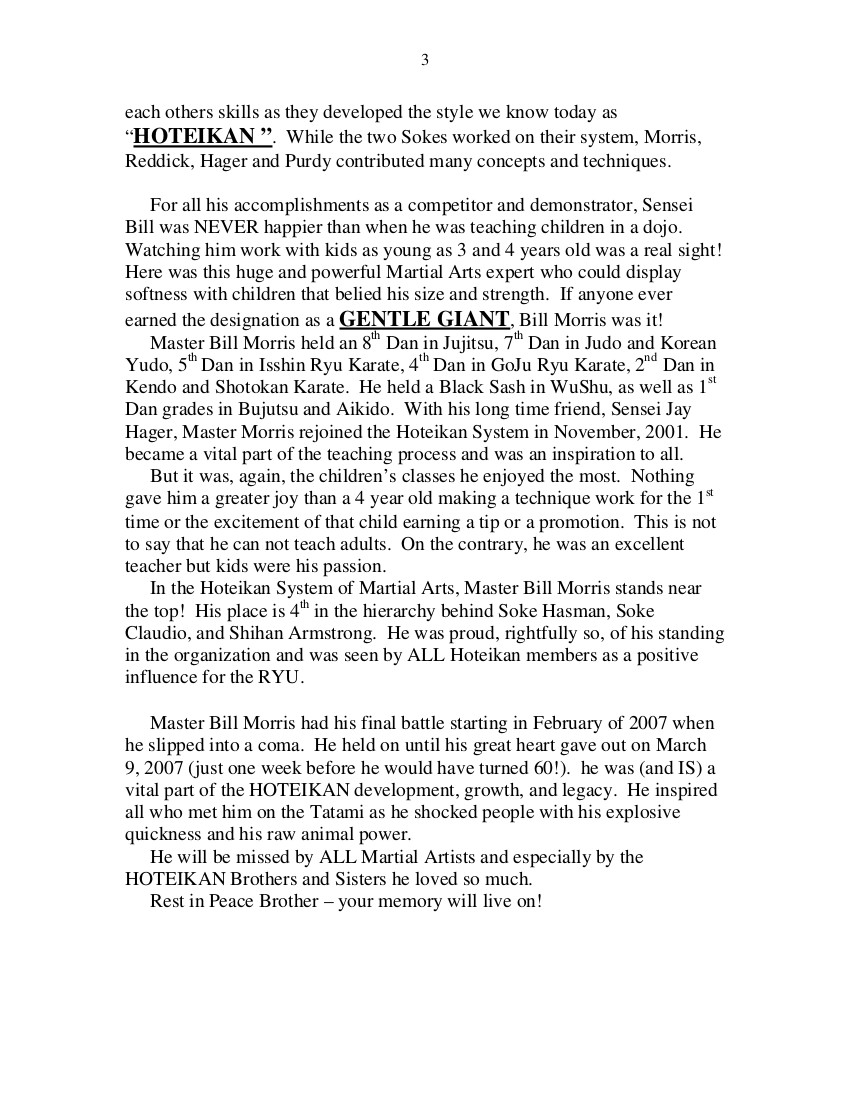 3
each others skills as they developed the style we know today as
“HOTEIKAN ”. While the two Sokes worked on their system, Morris,
Reddick, Hager and Purdy contributed many concepts and techniques.
For all his accomplishments as a competitor and demonstrator, Sensei
Bill was NEVER happier than when he was teaching children in a dojo.
Watching him work with kids as young as 3 and 4 years old was a real sight!
Here was this huge and powerful Martial Arts expert who could display
softness with children that belied his size and strength. If anyone ever
earned the designation as a GENTLE GIANT, Bill Morris was it!
Master Bill Morris held an 8th Dan in Jujitsu, 7th Dan in Judo and Korean
Yudo, 5th Dan in Isshin Ryu Karate, 4th Dan in GoJu Ryu Karate, 2nd Dan in
Kendo and Shotokan Karate. He held a Black Sash in WuShu, as well as 1st
Dan grades in Bujutsu and Aikido. With his long time friend, Sensei Jay
Hager, Master Morris rejoined the Hoteikan System in November, 2001. He
became a vital part of the teaching process and was an inspiration to all.
But it was, again, the children’s classes he enjoyed the most. Nothing
gave him a greater joy than a 4 year old making a technique work for the 1st
time or the excitement of that child earning a tip or a promotion. This is not
to say that he can not teach adults. On the contrary, he was an excellent
teacher but kids were his passion.
In the Hoteikan System of Martial Arts, Master Bill Morris stands near
the top! His place is 4th in the hierarchy behind Soke Hasman, Soke
Claudio, and Shihan Armstrong. He was proud, rightfully so, of his standing
in the organization and was seen by ALL Hoteikan members as a positive
influence for the RYU.
Master Bill Morris had his final battle starting in February of 2007 when
he slipped into a coma. He held on until his great heart gave out on March
9, 2007 (just one week before he would have turned 60!). he was (and IS) a
vital part of the HOTEIKAN development, growth, and legacy. He inspired
all who met him on the Tatami as he shocked people with his explosive
quickness and his raw animal power.
He will be missed by ALL Martial Artists and especially by the
HOTEIKAN Brothers and Sisters he loved so much.
Rest in Peace Brother – your memory will live on!